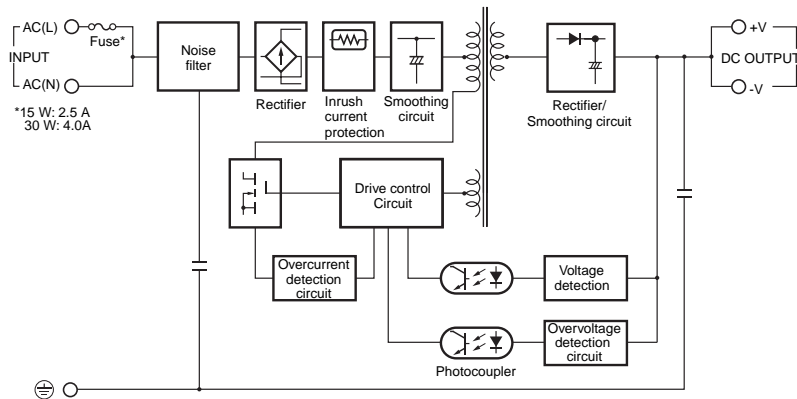 AC(L)
Fuse*
INPUT
AC(N)
*15 W: 2.5 A
30 W: 4.0A
Noise
filter
Rectifier
Inrush
current
protection
Smoothing
circuit
Rectifier/
Smoothing circuit
+V
DC OUTPUT
-V
Drive control
Circuit
Overcurrent
detection
circuit
Voltage
detection
Overvoltage
detection
circuit
Photocoupler